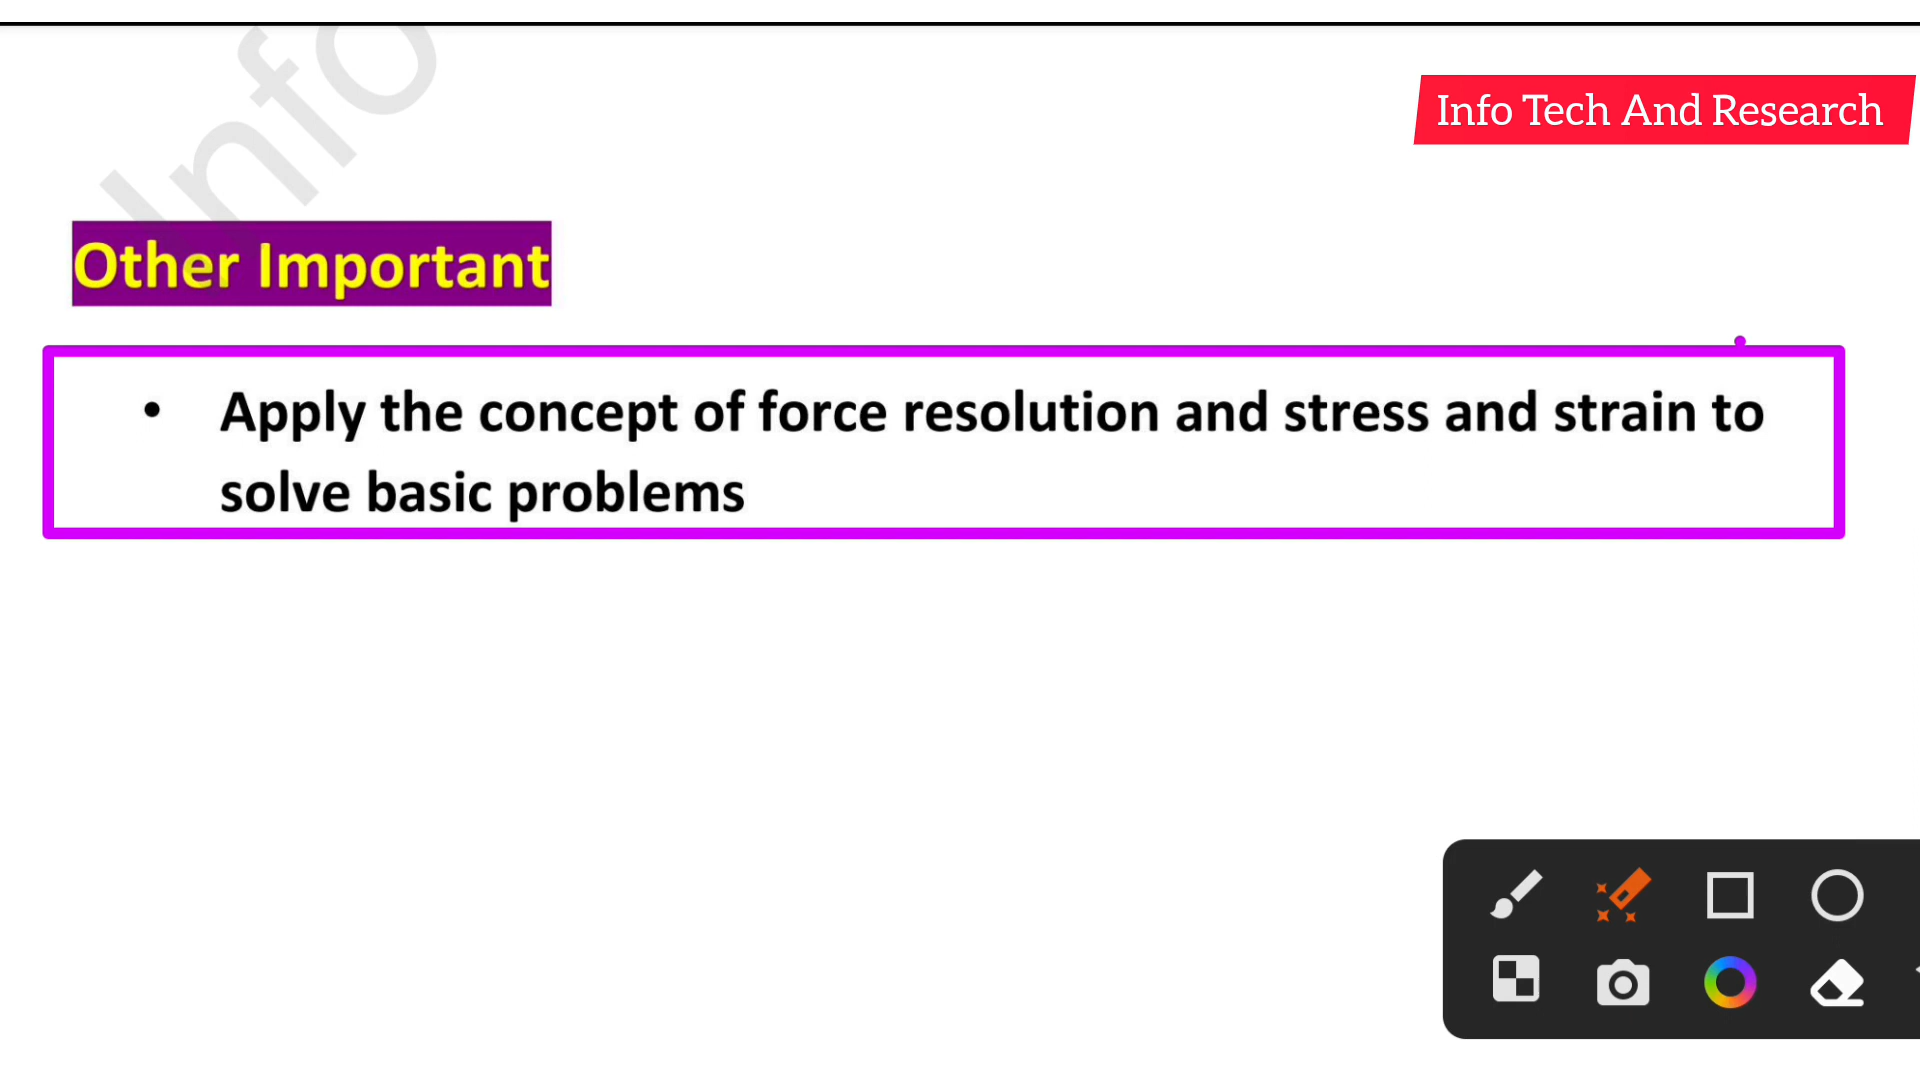 Info
Info Tech And Research
Other Important
• Apply the concept of force resolution and stress and strain to
solve basic problems